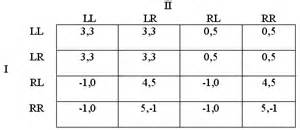 II
LL LR RL RR
LL 3,3 3,3 0,5 0,5
LR 3,3 3,3 0,5 0,5
I
RL -1,0 4,5 -1,0 4,5
RR -1,0 5,-1 0,5 5,-1